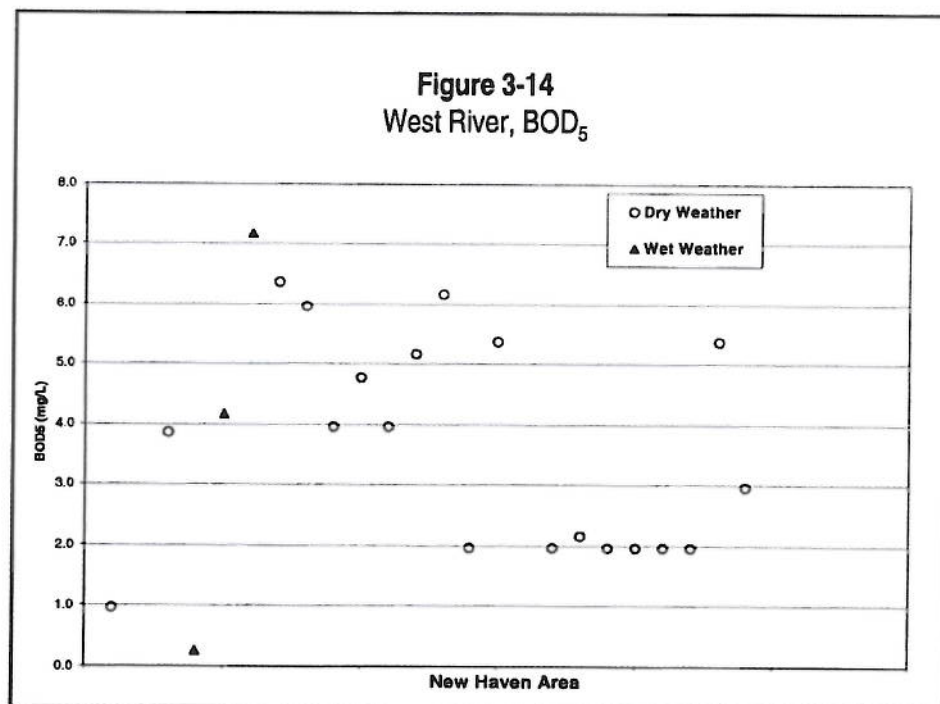 Figure 3-14
West River, BOD₅
8.0
7.0
6.0
5.0
4.0
3.0
2.0
1.0
0.0
BOD5 (mg/L)
Dry Weather
Wet Weather
New Haven Area